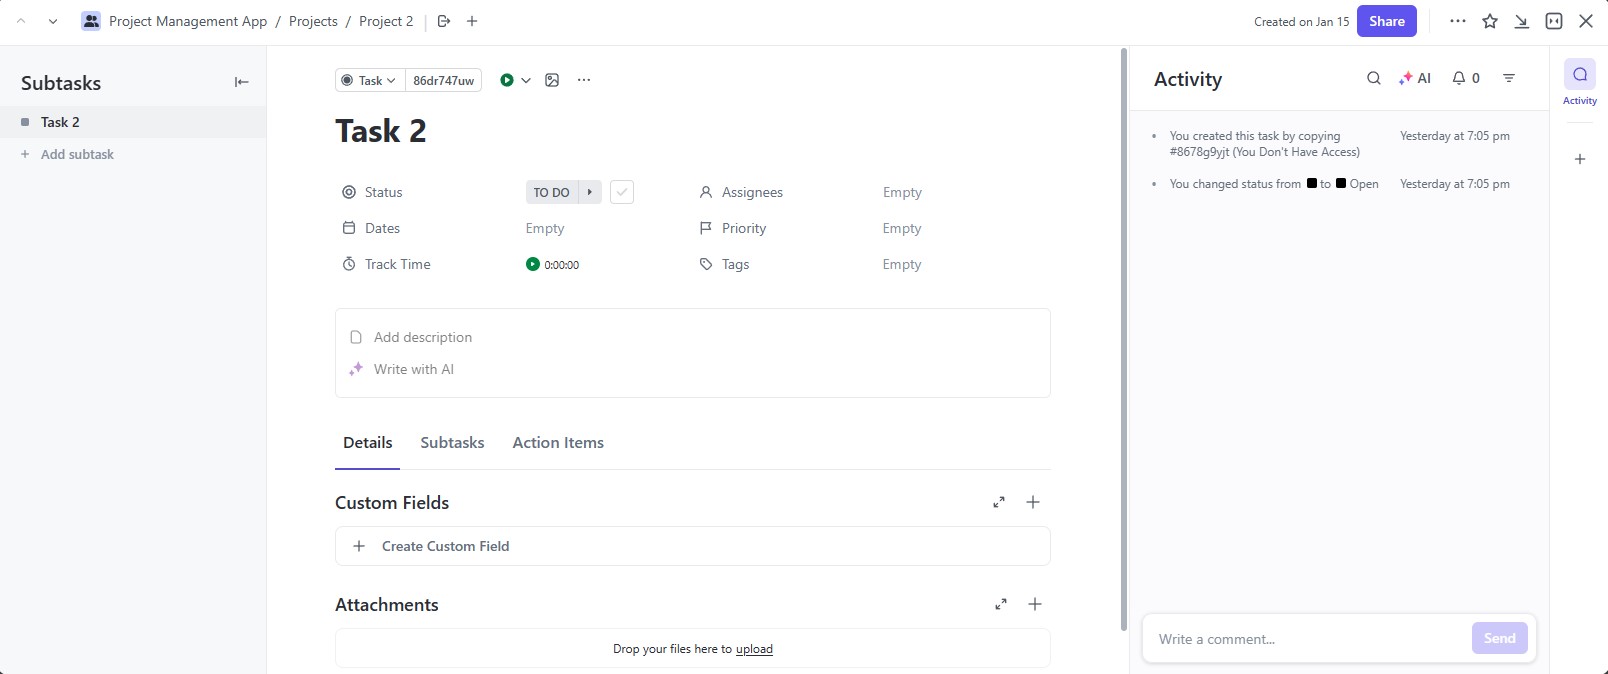 Project Management App / Projects / Project 2
Created on Jan 15
Share
Subtasks
Task 2
Add subtask
Task
86dr747uw
Task 2
Status
TO DO
Assignees
Empty
Dates
Empty
Priority
Empty
Track Time
0:00:00
Tags
Empty
Add description
Write with AI
Details
Subtasks
Action Items
Custom Fields
Create Custom Field
Attachments
Drop your files here to upload
Activity
AI
0
You created this task by copying
#8678g9yjt (You Don't Have Access)
Yesterday at 7:05 pm
You changed status from to Open
Yesterday at 7:05 pm
Write a comment...
Send
Activity